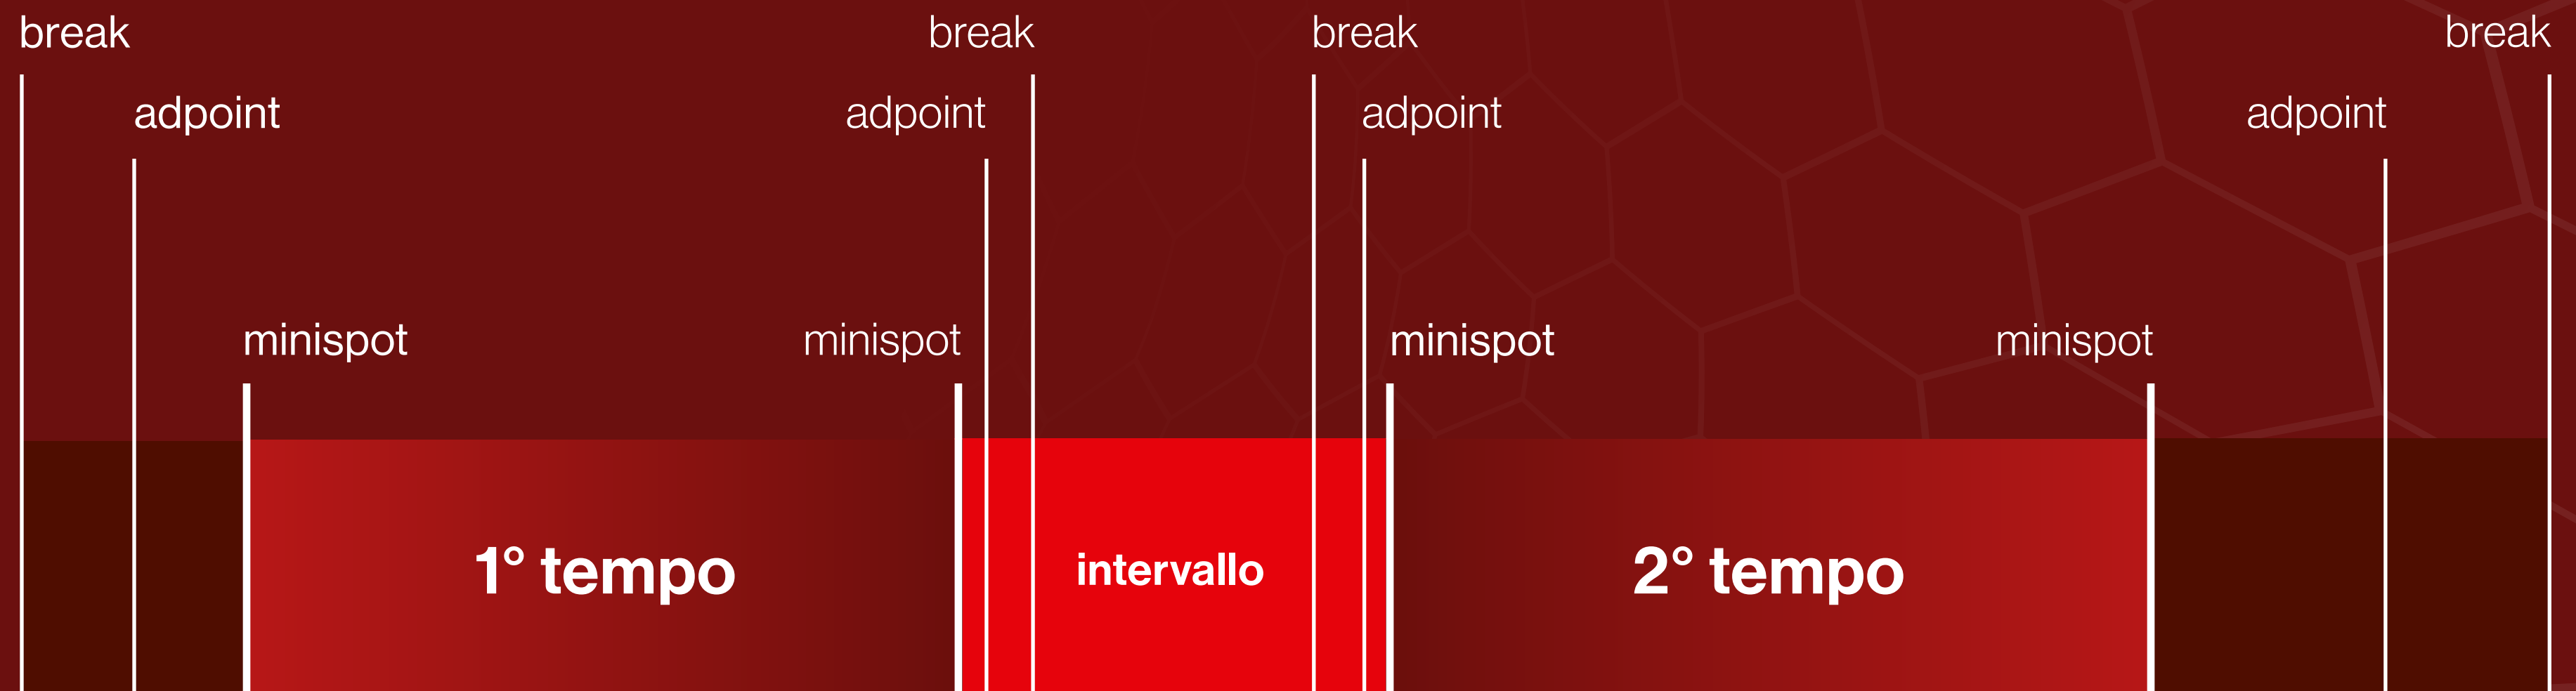 break break break break
adpoint adpoint adpoint adpoint
minispot minispot minispot minispot
1° tempo intervallo 2° tempo